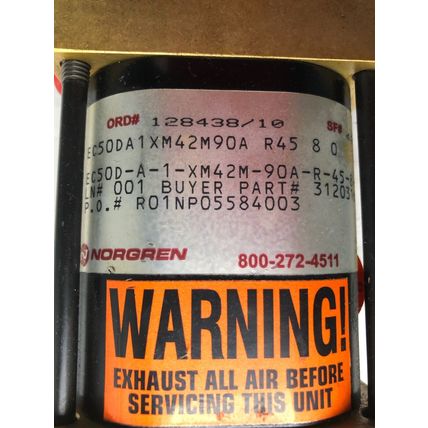 ORD# 128438/10 SF#
EC50DA1XM42M90A R45 8 0
EC50D-A-1-XM42M-90A-R-45-
LN# 001 BUYER PART# 31203
P.O.# R01NP05584003
NORGREN 800-272-4511
WARNING!
EXHAUST ALL AIR BEFORE
SERVICING THIS UNIT